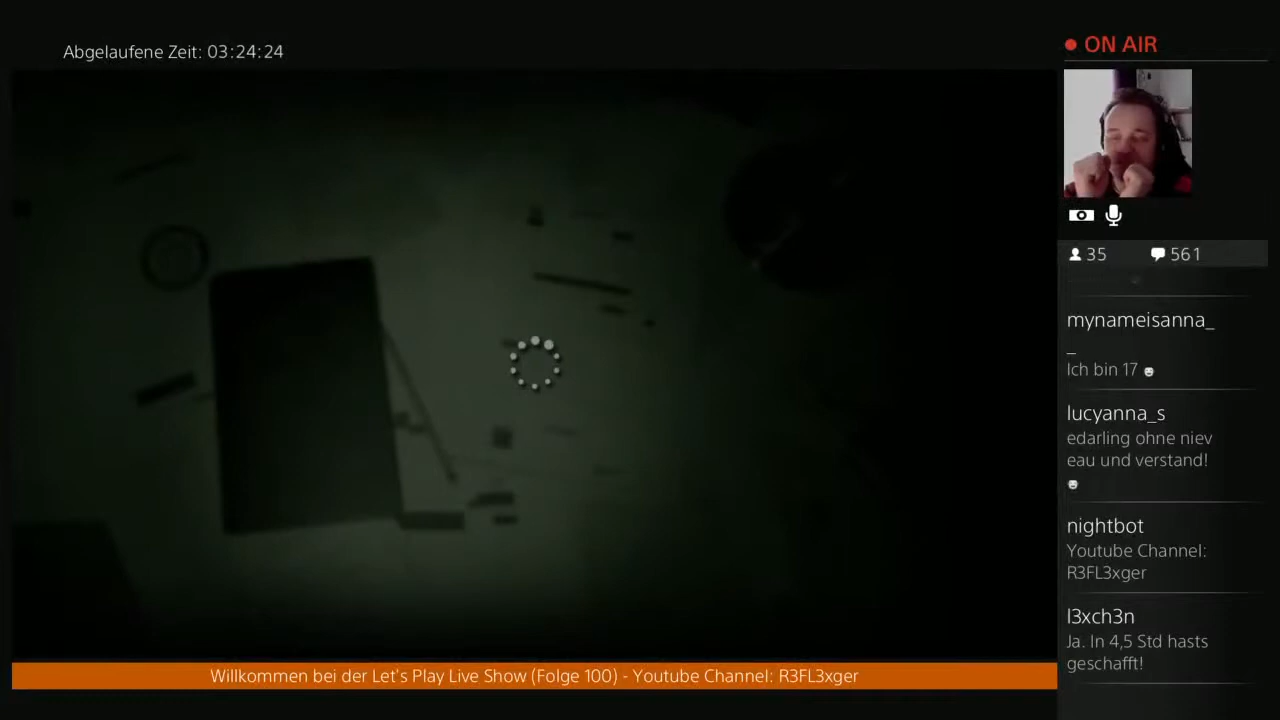 Abgelaufene Zeit: 03:24:24
ON AIR
35 561
mynameisanna_
_
Ich bin 17
lucyanna_s
edarling ohne niev
eau und verstand!
nightbot
Youtube Channel:
R3FL3xger
l3xch3n
Ja. In 4,5 Std hasts
geschafft!
Willkommen bei der Let's Play Live Show (Folge 100) - Youtube Channel: R3FL3xger